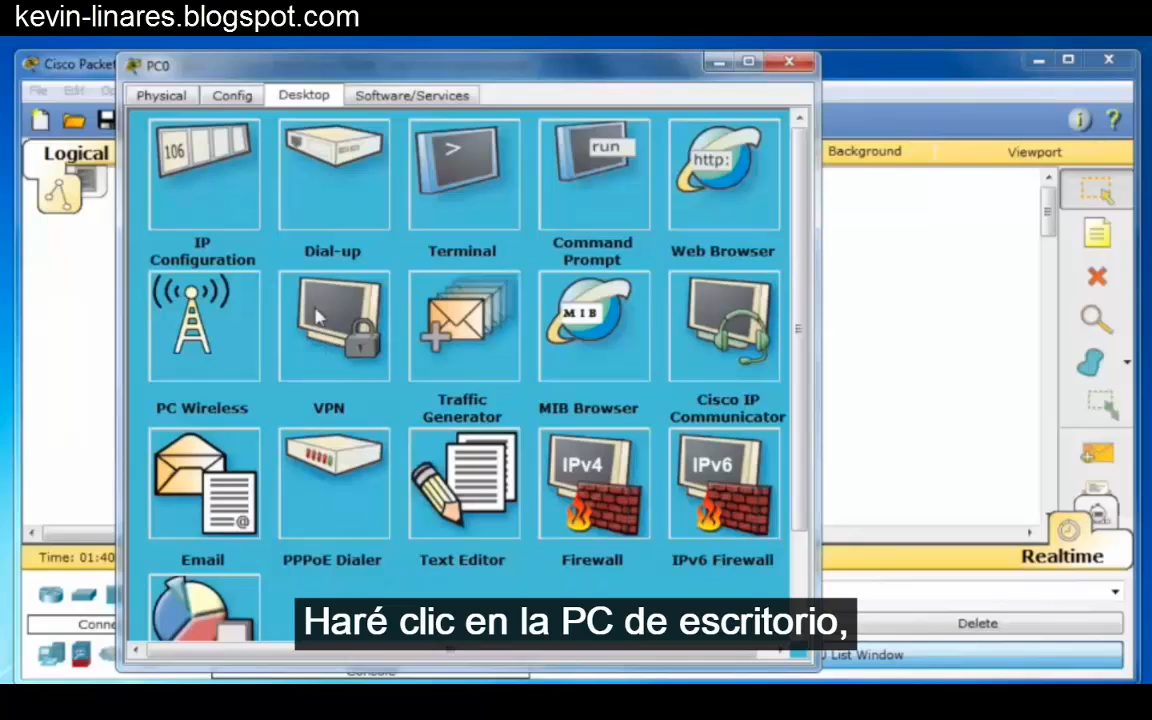 kevin-linares.blogspot.com
Cisco Packet
PC0
File Edit
Physical Config Desktop Software/Services
106
>
run
http:
Logical
Background
Viewport
IP
Configuration
Dial-up
Terminal
Command
Prompt
Web Browser
MIB
PC Wireless
VPN
Traffic
Generator
MIB Browser
Cisco IP
Communicator
IPv4
IPv6
@
Email
PPPoE Dialer
Text Editor
Firewall
IPv6 Firewall
Time: 01:40
Realtime
Haré clic en la PC de escritorio,
Delete
List Window